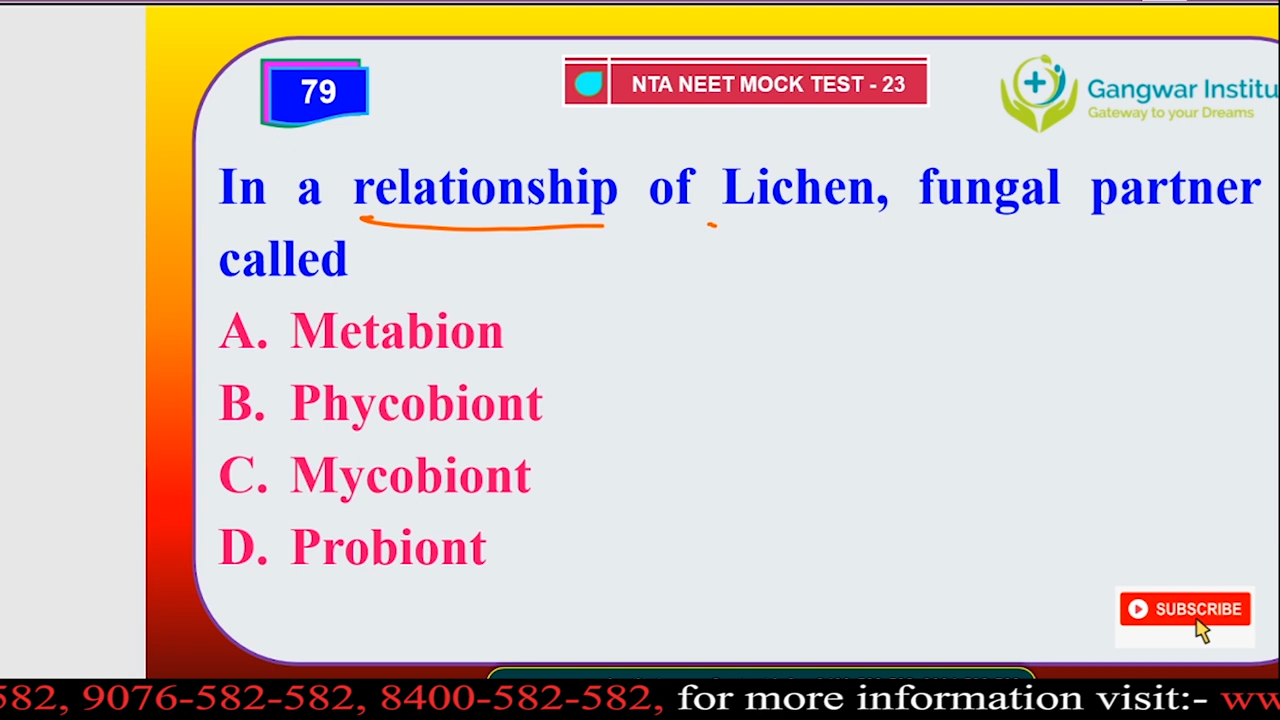 79
NTA NEET MOCK TEST - 23
Gangwar Institu
Gateway to your Dreams
In a relationship of Lichen, fungal partner
called
A. Metabion
B. Phycobiont
C. Mycobiont
D. Probiont
SUBSCRIBE
582, 9076-582-582, 8400-582-582, for more information visit:- ww